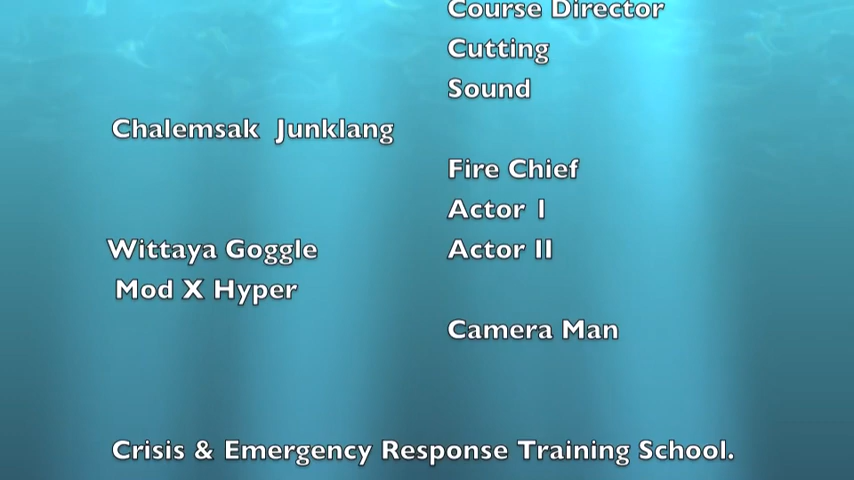 Course Director
Cutting
Sound
Chalemsak Junklang
Fire Chief
Actor I
Wittaya Goggle Actor II
Mod X Hyper
Camera Man
Crisis & Emergency Response Training School.